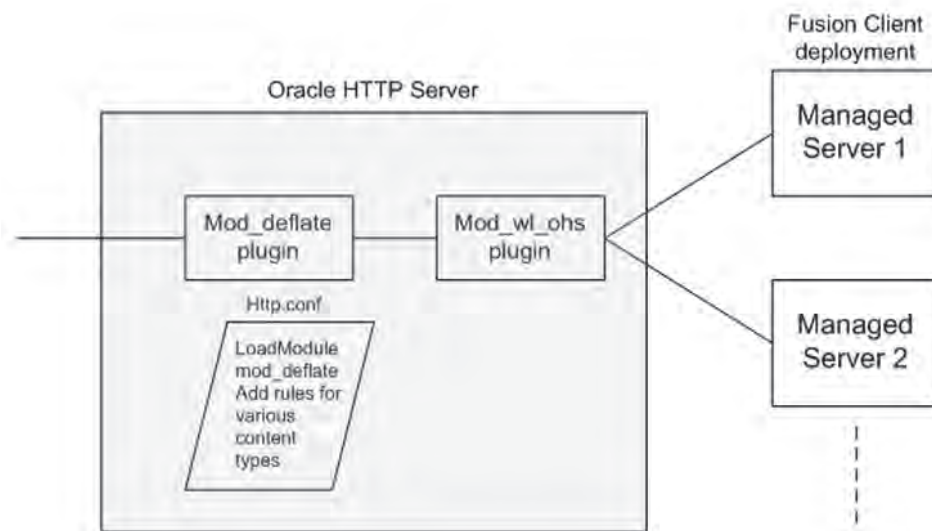 Fusion Client
deployment
Oracle HTTP Server
Managed
Server 1
Mod_deflate
plugin
Mod_wl_ohs
plugin
Http.conf
LoadModule
mod_deflate
Add rules for
various
content
types
Managed
Server 2